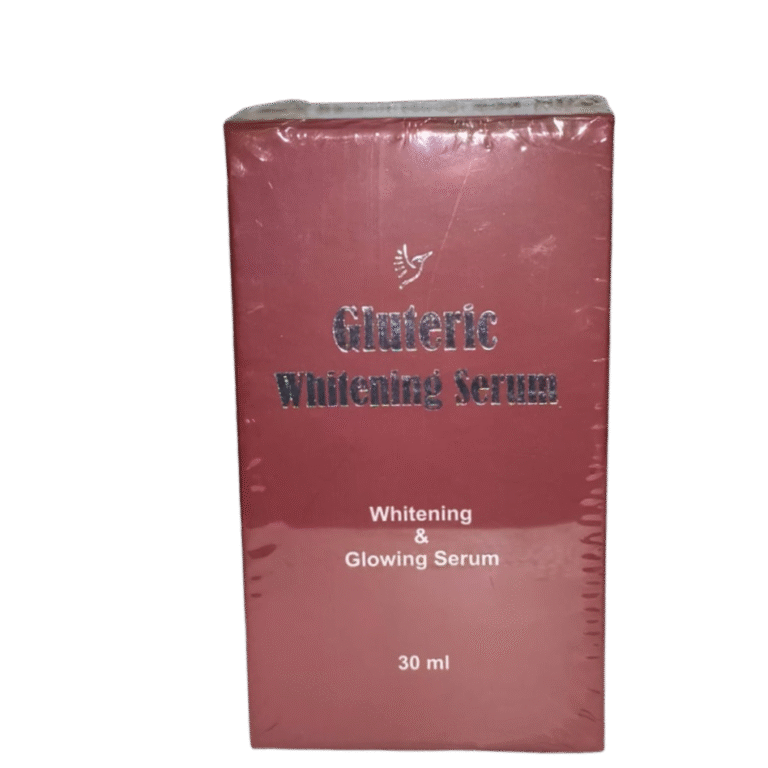 Gluteric
Whitening Serum
Whitening
&
Glowing Serum
30 ml